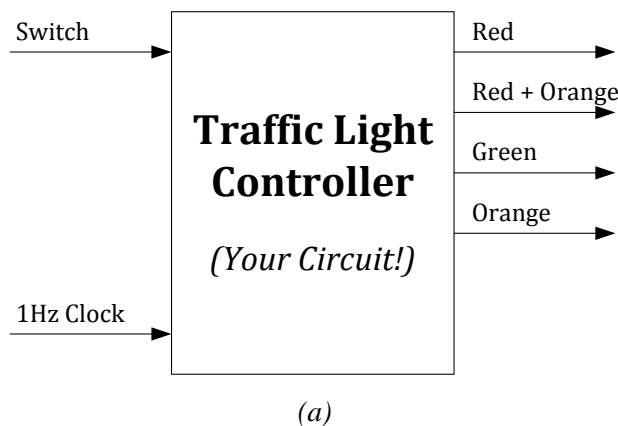 Switch
Red
Red + Orange
Traffic Light
Controller
Green
Orange
(Your Circuit!)
1Hz Clock
(a)